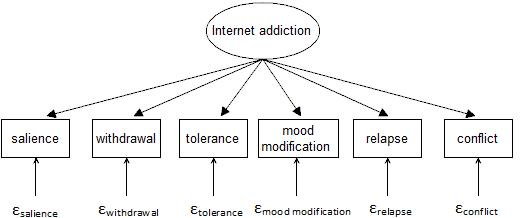 Internet addiction
salience
withdrawal
tolerance
mood
modification
relapse
conflict
εsalience
εwithdrawal
εtolerance
εmood modification
εrelapse
εconflict